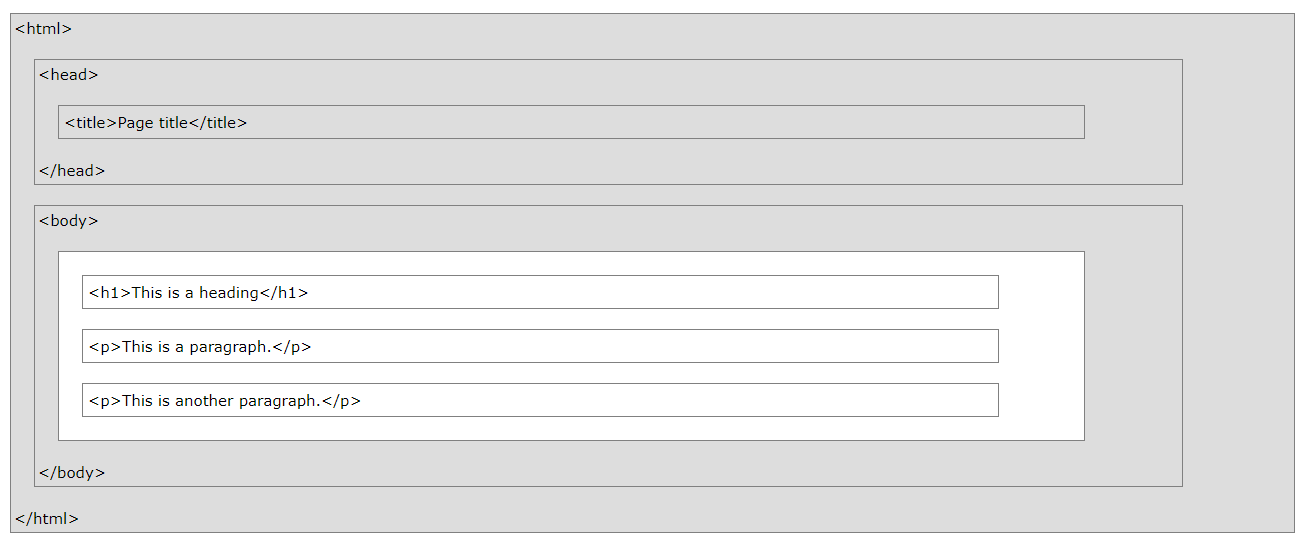 <html>
<head>
<title>Page title</title>
</head>
<body>
<h1>This is a heading</h1>
<p>This is a paragraph.</p>
<p>This is another paragraph.</p>
</body>
</html>